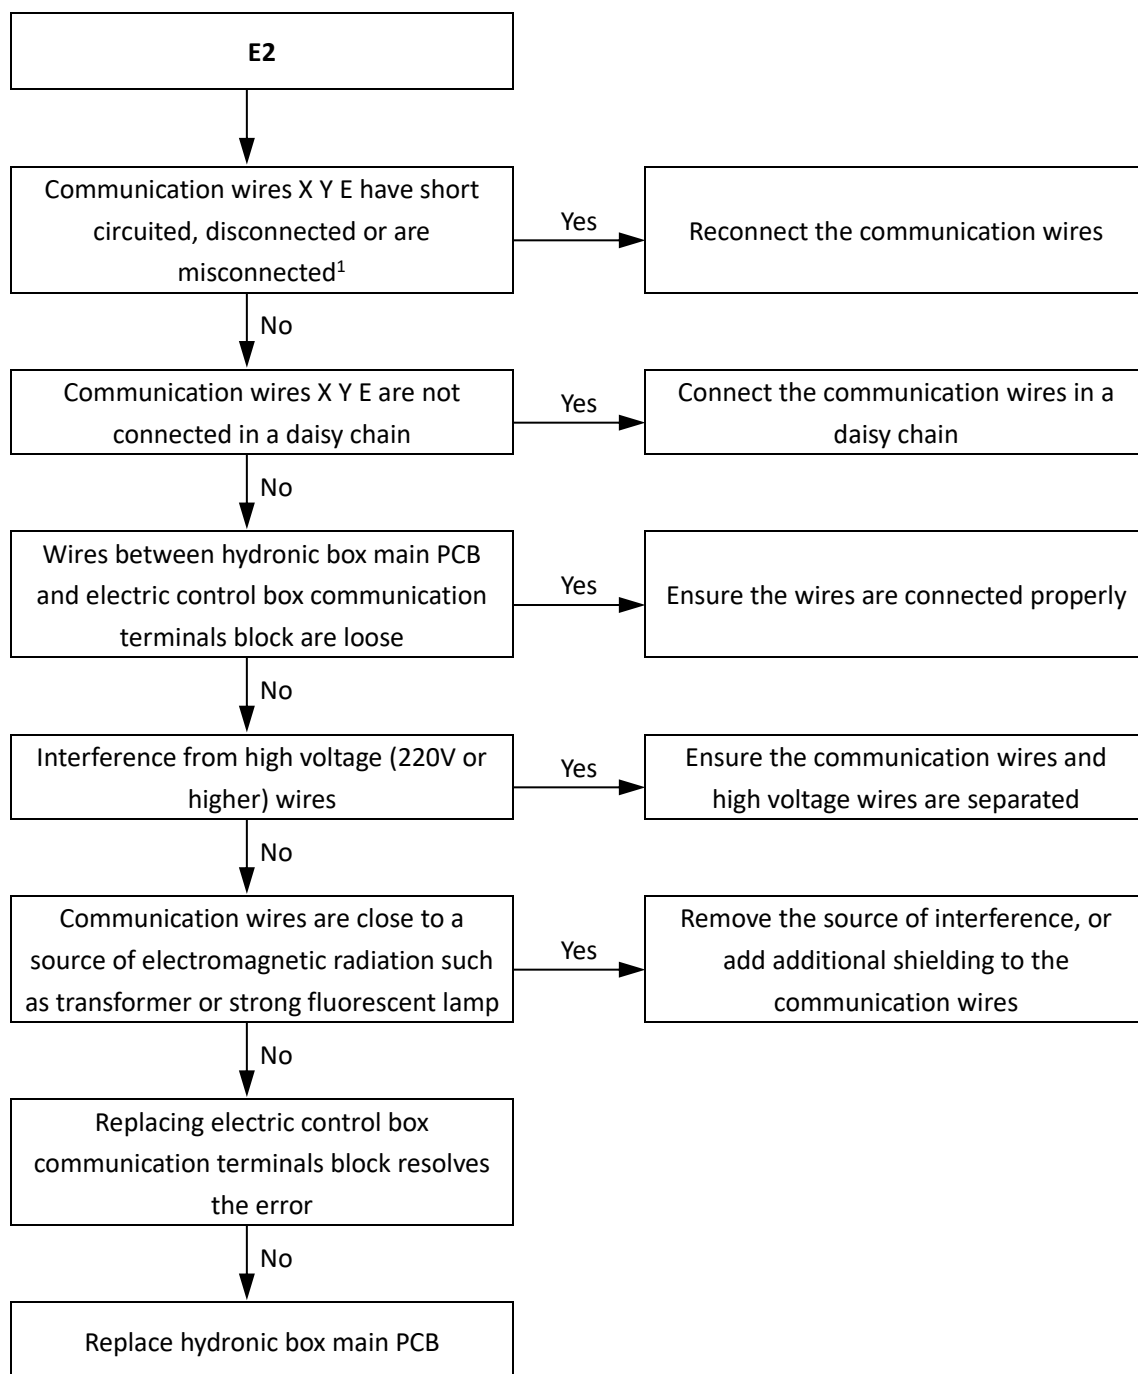 E2
Communication wires X Y E have short
circuited, disconnected or are
misconnected¹
Yes
Reconnect the communication wires
No
Communication wires X Y E are not
connected in a daisy chain
Yes
Connect the communication wires in a
daisy chain
No
Wires between hydronic box main PCB
and electric control box communication
terminals block are loose
Yes
Ensure the wires are connected properly
No
Interference from high voltage (220V or
higher) wires
Yes
Ensure the communication wires and
high voltage wires are separated
No
Communication wires are close to a
source of electromagnetic radiation such
as transformer or strong fluorescent lamp
Yes
Remove the source of interference, or
add additional shielding to the
communication wires
No
Replacing electric control box
communication terminals block resolves
the error
No
Replace hydronic box main PCB